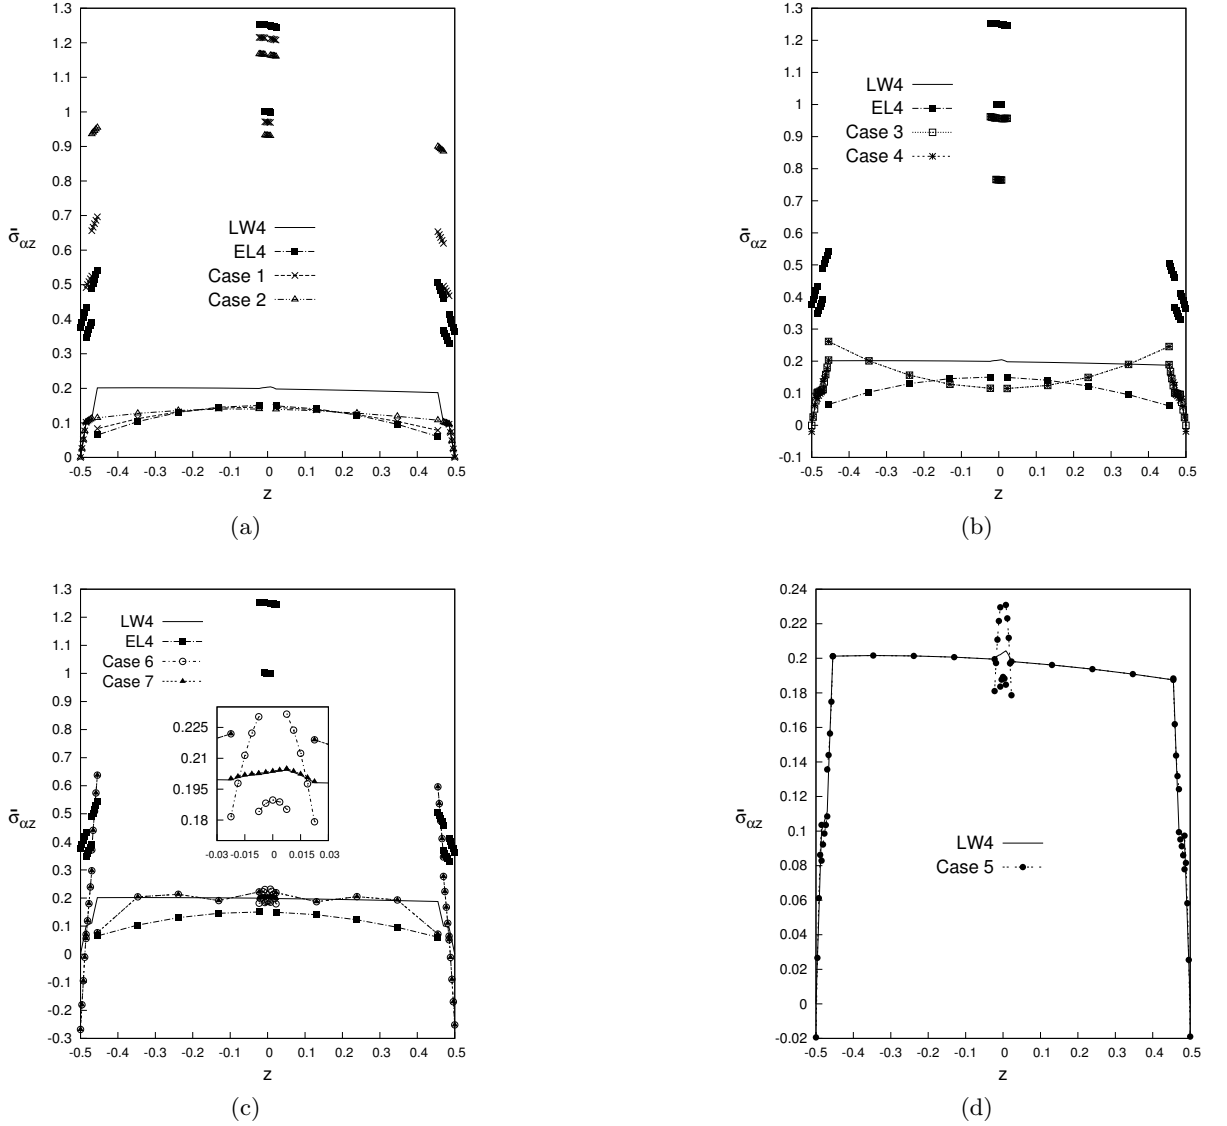 1.3
1.2
1.1
1
0.9
0.8
0.7
0.6
0.5
0.4
0.3
0.2
0.1
0
σ̄αz
LW4
EL4
Case 1
Case 2
-0.5 -0.4 -0.3 -0.2 -0.1 0 0.1 0.2 0.3 0.4 0.5
z
(a)
1.3
1.2
1.1
1
0.9
0.8
0.7
0.6
0.5
0.4
0.3
0.2
0.1
0
-0.1
σ̄αz
LW4
EL4
Case 3
Case 4
-0.5 -0.4 -0.3 -0.2 -0.1 0 0.1 0.2 0.3 0.4 0.5
z
(b)
1.3
1.2
1.1
1
0.9
0.8
0.7
0.6
0.5
0.4
0.3
0.2
0.1
0
-0.1
-0.2
-0.3
σ̄αz
LW4
EL4
Case 6
Case 7
0.225
0.21
0.195
0.18
-0.03 -0.015 0 0.015 0.03
-0.5 -0.4 -0.3 -0.2 -0.1 0 0.1 0.2 0.3 0.4 0.5
z
(c)
0.24
0.22
0.2
0.18
0.16
0.14
0.12
0.1
0.08
0.06
0.04
0.02
0
-0.02
σ̄αz
LW4
Case 5
-0.5 -0.4 -0.3 -0.2 -0.1 0 0.1 0.2 0.3 0.4 0.5
z
(d)